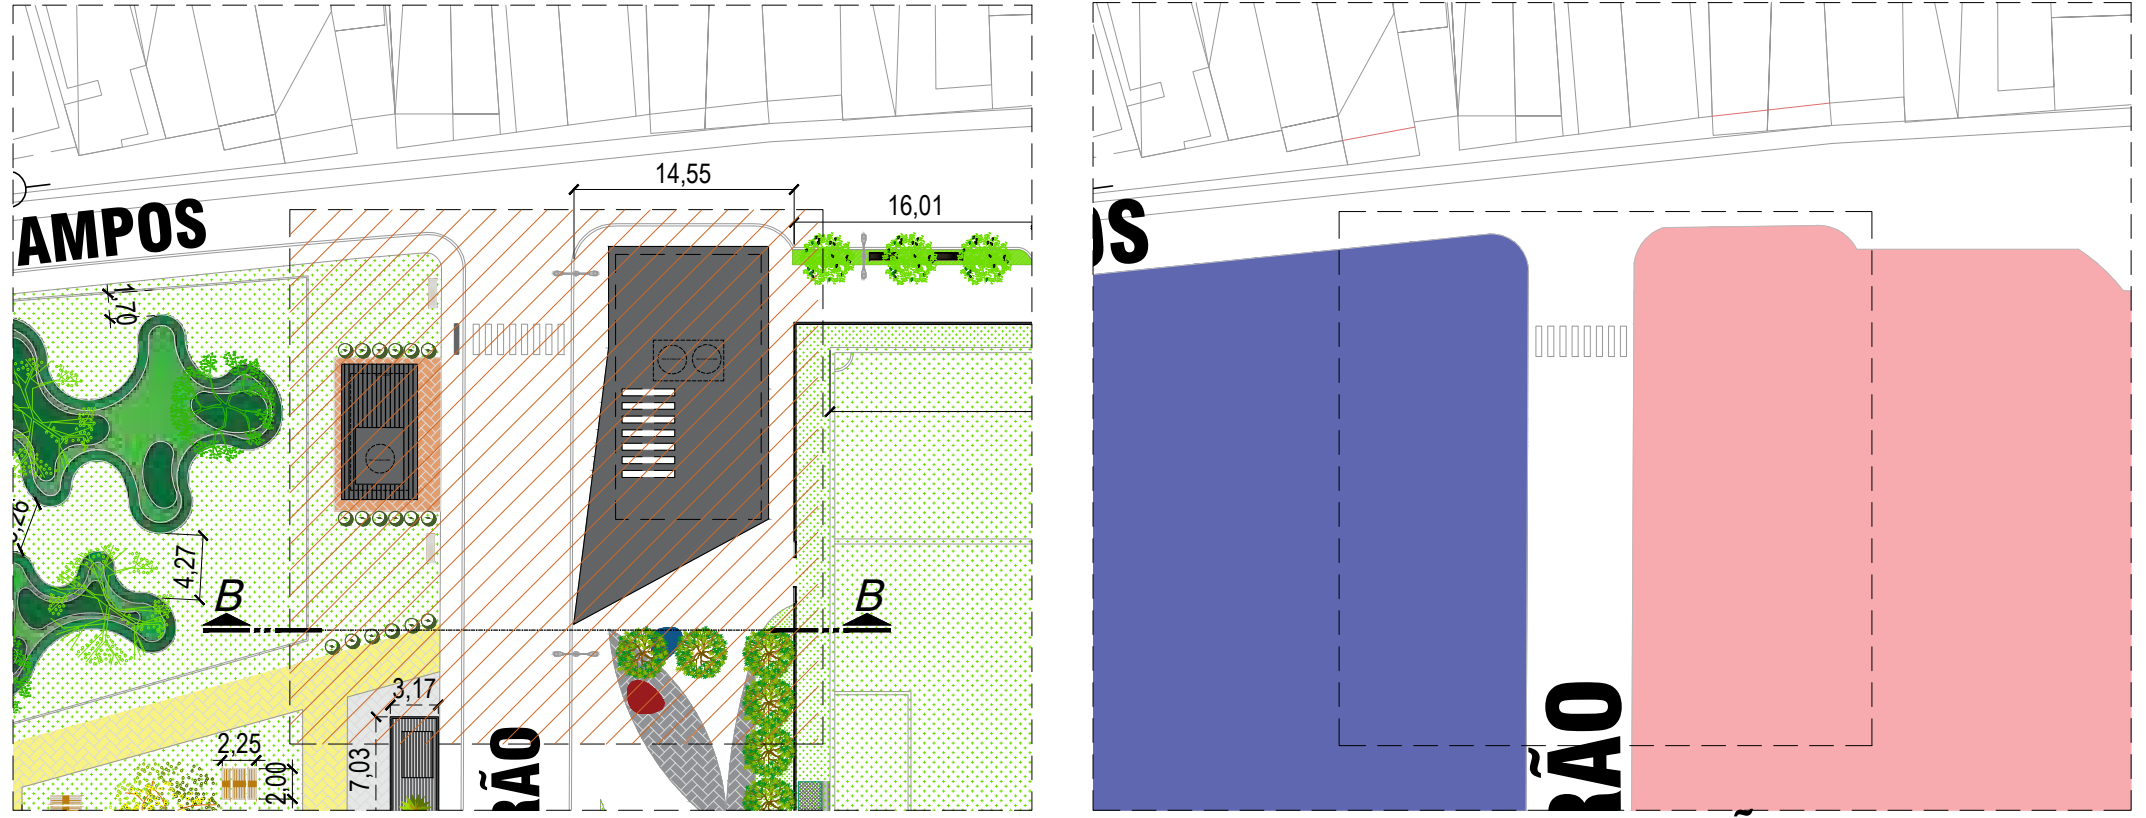 14,55
16,01
AMPOS
1,70
4,27
B
B
3,17
7,03
2,25
2,00
RÃO
OS
RÃO